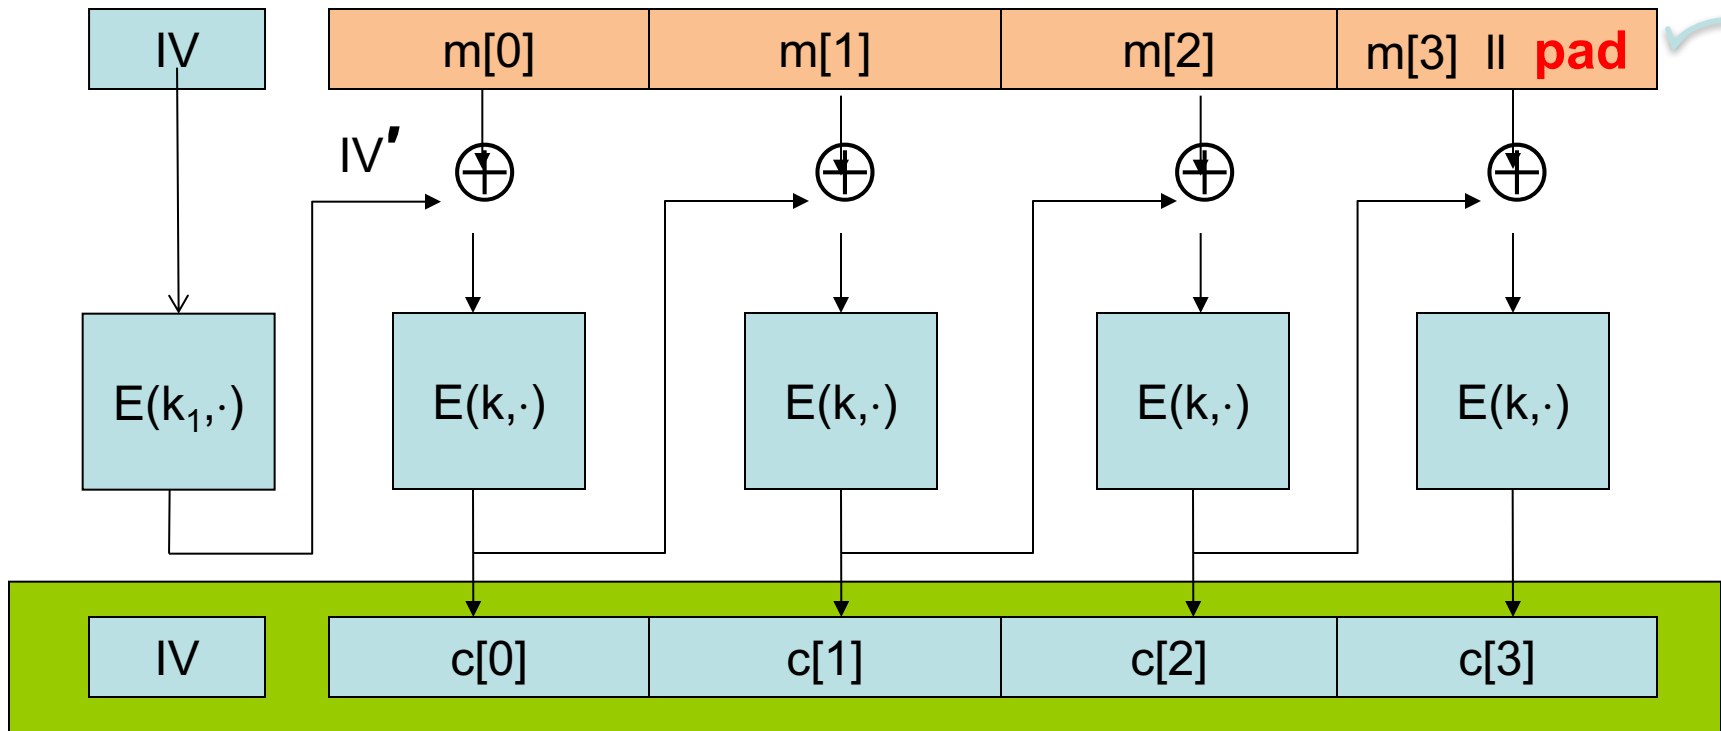 IV m[0] m[1] m[2] m[3] ll pad
IV′
E(k₁,·) E(k,·) E(k,·) E(k,·) E(k,·)
IV c[0] c[1] c[2] c[3]